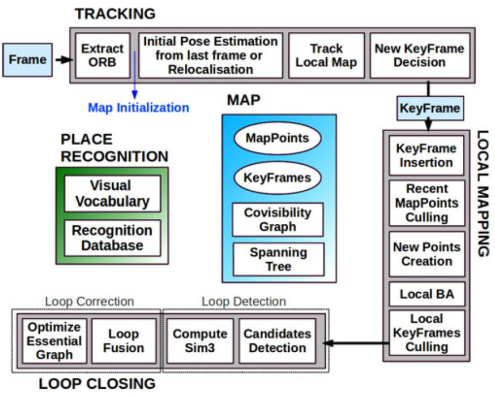 TRACKING
Frame
Extract
ORB
Initial Pose Estimation
from last frame or
Relocalisation
Track
Local Map
New KeyFrame
Decision
Map Initialization
KeyFrame
MAP
MapPoints
KeyFrames
Covisibility
Graph
Spanning
Tree
PLACE
RECOGNITION
Visual
Vocabulary
Recognition
Database
LOCAL MAPPING
KeyFrame
Insertion
Recent
MapPoints
Culling
New Points
Creation
Local BA
Local
KeyFrames
Culling
Loop Correction
Loop Detection
Optimize
Essential
Graph
Loop
Fusion
Compute
Sim3
Candidates
Detection
LOOP CLOSING